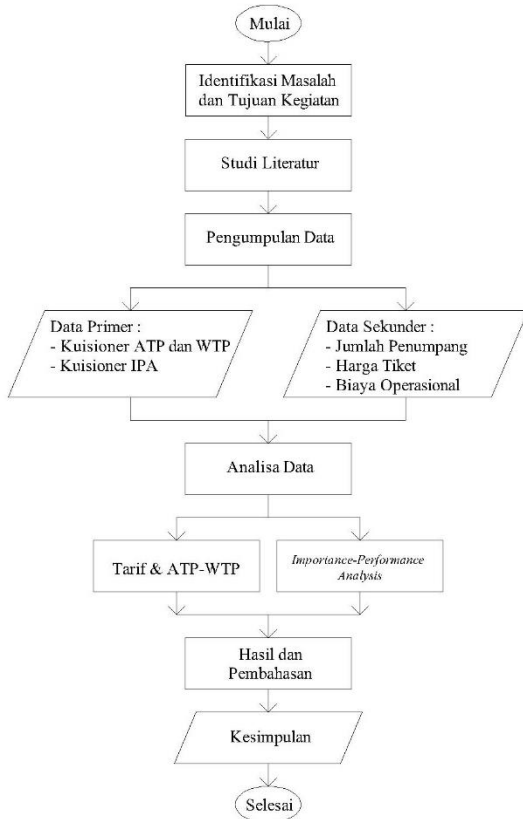 Mulai
Identifikasi Masalah
dan Tujuan Kegiatan
Studi Literatur
Pengumpulan Data
Data Primer :
- Kuisioner ATP dan WTP
- Kuisioner IPA
Data Sekunder :
- Jumlah Penumpang
- Harga Tiket
- Biaya Operasional
Analisa Data
Tarif & ATP-WTP
Importance-Performance
Analysis
Hasil dan
Pembahasan
Kesimpulan
Selesai